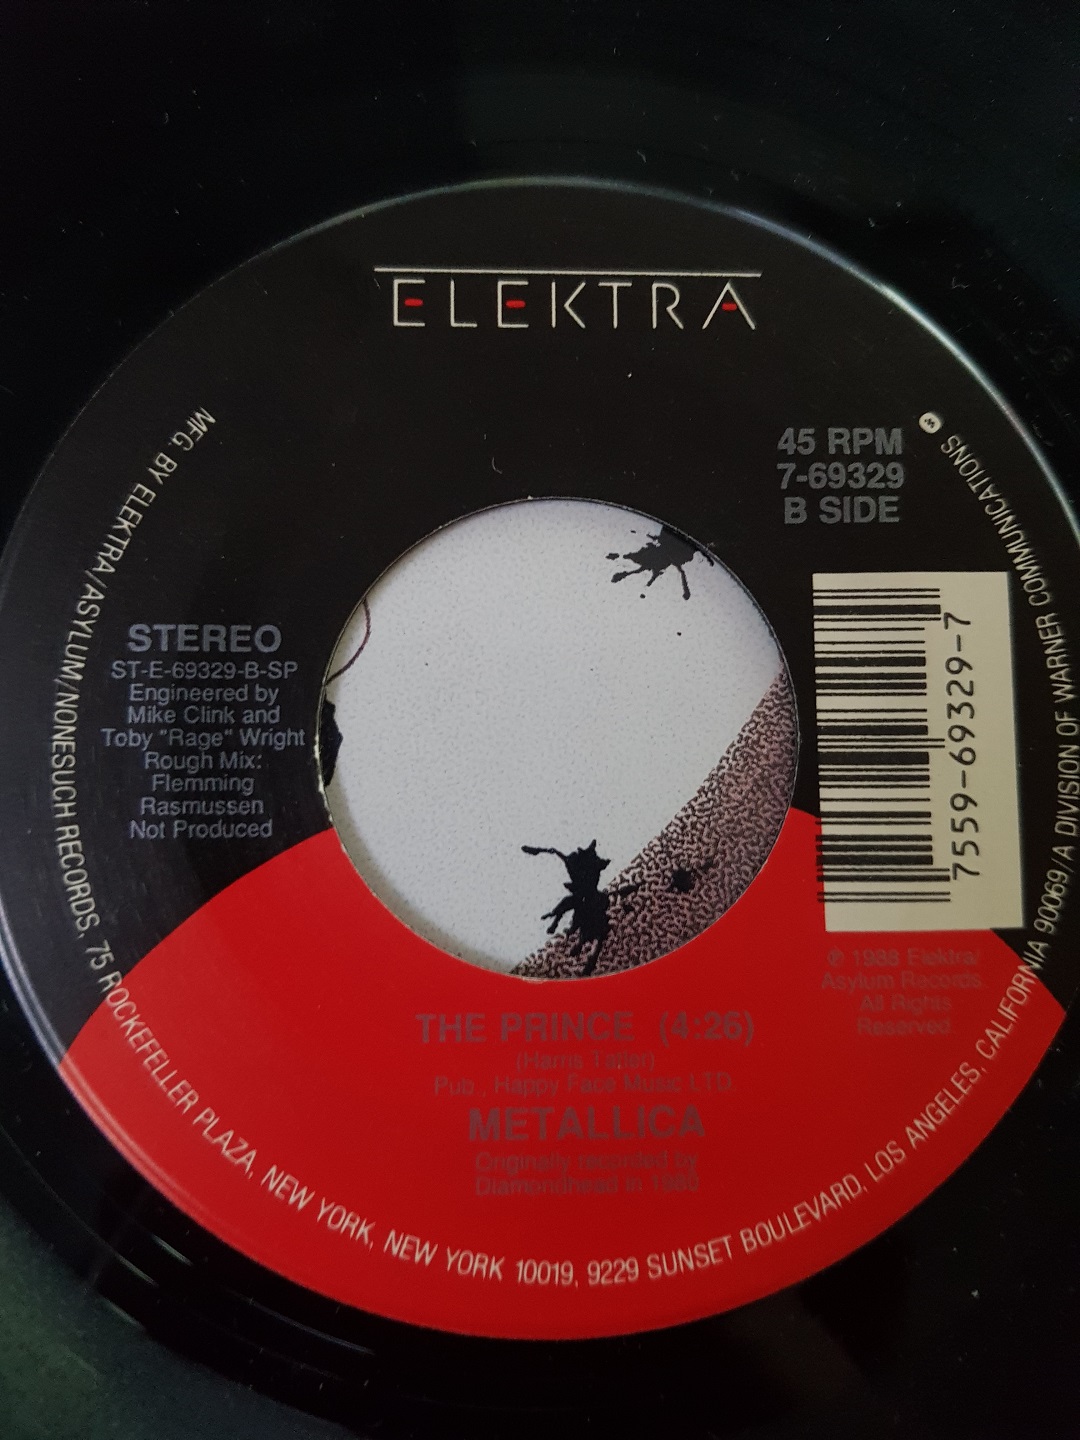 ELEKTRA
45 RPM
7-69329
B SIDE
STEREO
ST-E-69329-B-SP
Engineered by
Mike Clink and
Toby "Rage" Wright
Rough Mix:
Flemming
Rasmussen
Not Produced
7559-69329-7
℗ 1988 Elektra/
Asylum Records
All Rights
Reserved.
THE PRINCE (4:26)
(Harris Tatler)
Pub., Happy Face Music LTD.
METALLICA
Originally recorded by
Diamondhead in 1980
MFG. BY ELEKTRA/ASYLUM/NONESUCH RECORDS, 75 ROCKEFELLER PLAZA, NEW YORK, NEW YORK 10019, 9229 SUNSET BOULEVARD, LOS ANGELES, CALIFORNIA 90069/A DIVISION OF WARNER COMMUNICATIONS